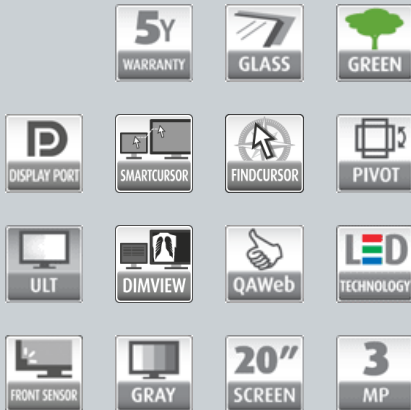 5Y
WARRANTY
GLASS
GREEN
DISPLAY PORT
SMARTCURSOR
FINDCURSOR
PIVOT
ULT
DIMVIEW
QAWeb
LED
TECHNOLOGY
FRONT SENSOR
GRAY
20"
SCREEN
3
MP